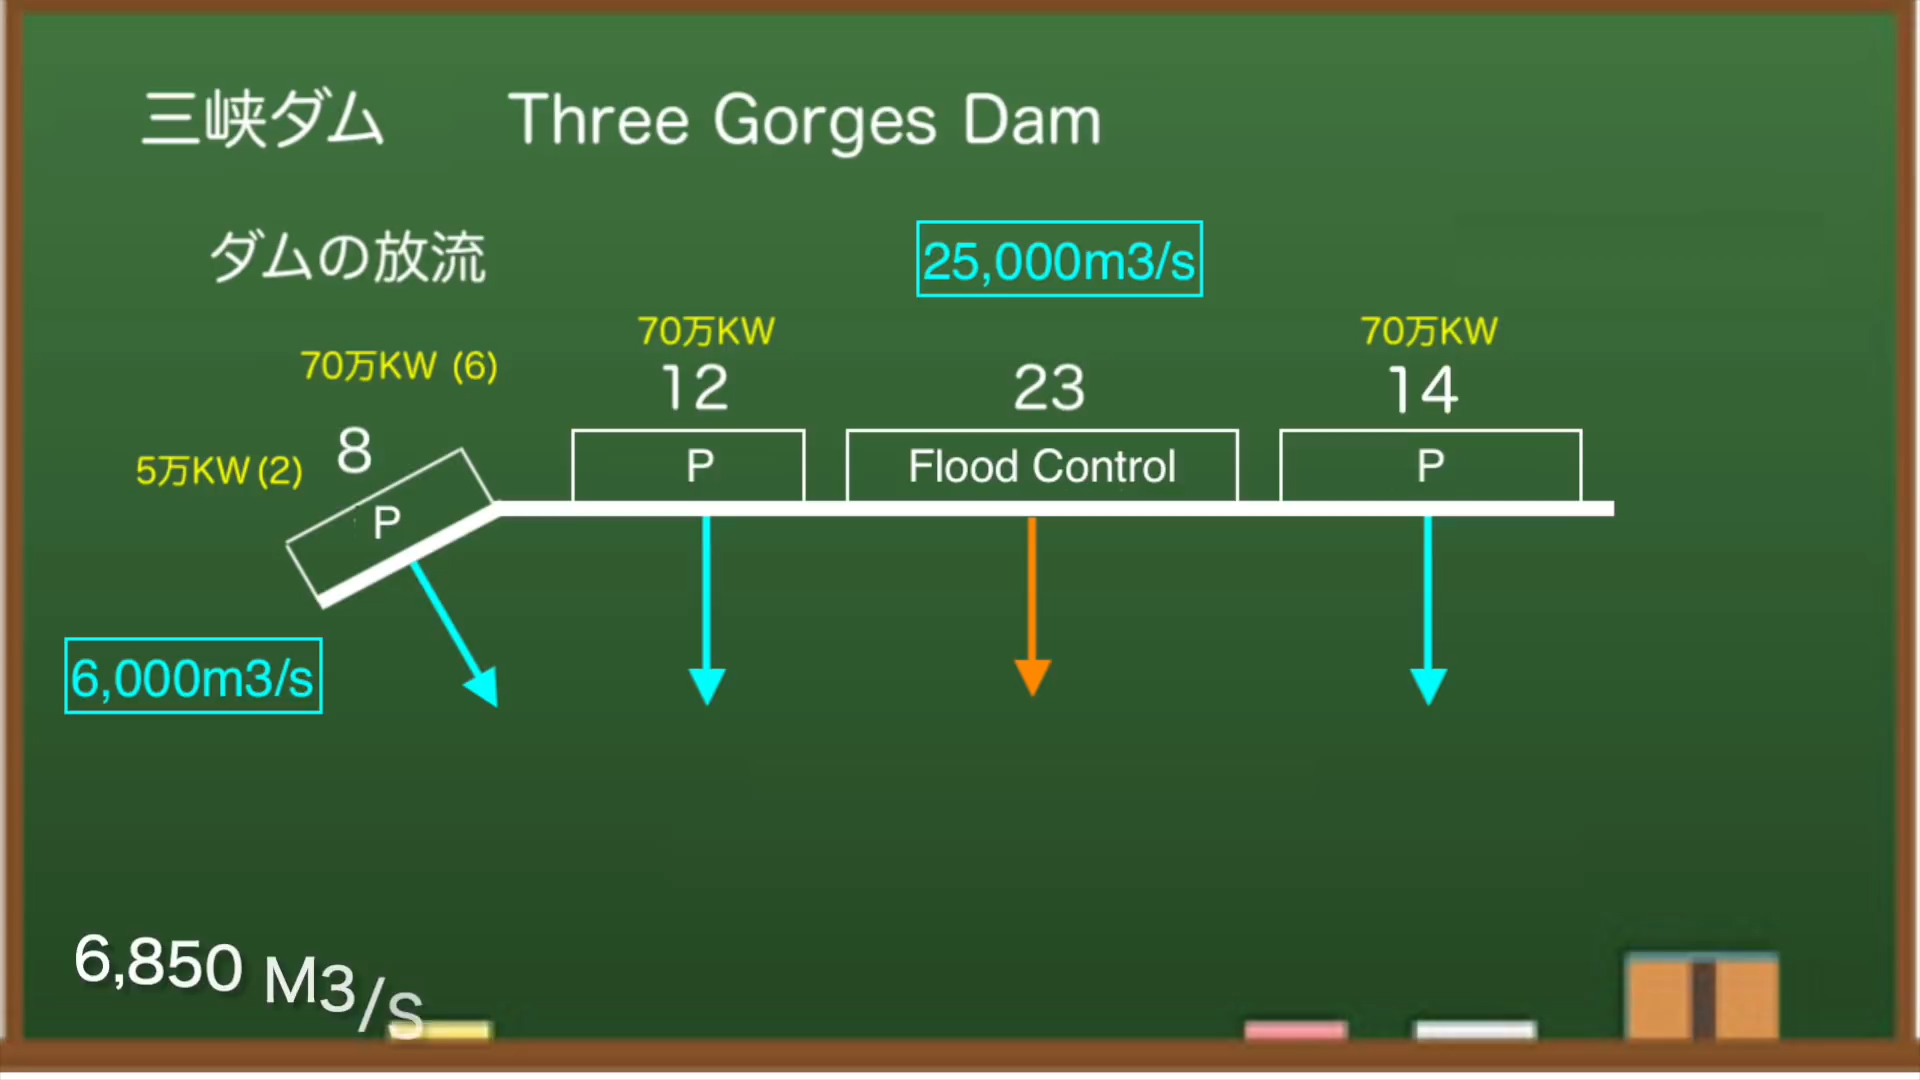 三峡ダム Three Gorges Dam
ダムの放流
25,000m3/s
70万KW (6)
70万KW
70万KW
5万KW (2)
8
12
23
14
P
P
Flood Control
P
6,000m3/s
6,850 M3/s